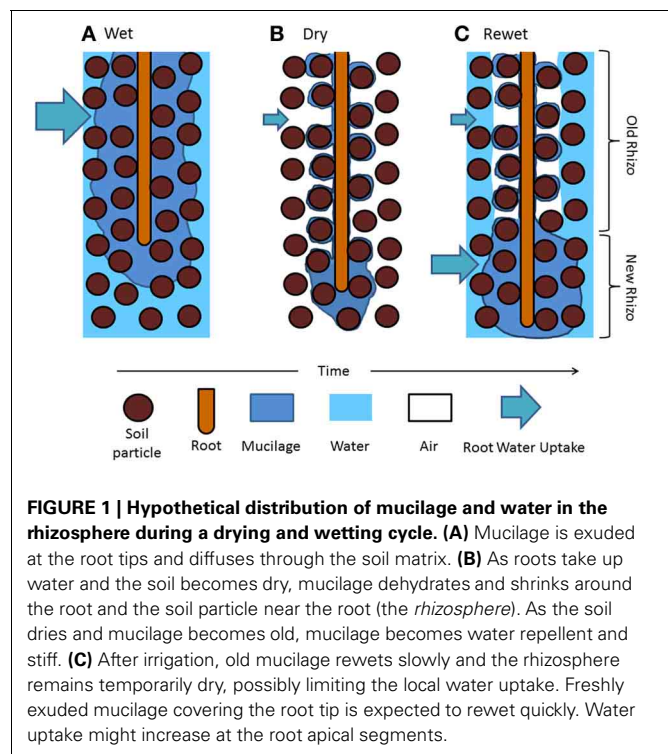 A Wet
B Dry
C Rewet
Old Rhizo
New Rhizo
Time
Soil
particle
Root
Mucilage
Water
Air
Root Water Uptake
FIGURE 1 | Hypothetical distribution of mucilage and water in the
rhizosphere during a drying and wetting cycle. (A) Mucilage is exuded
at the root tips and diffuses through the soil matrix. (B) As roots take up
water and the soil becomes dry, mucilage dehydrates and shrinks around
the root and the soil particle near the root (the rhizosphere). As the soil
dries and mucilage becomes old, mucilage becomes water repellent and
stiff. (C) After irrigation, old mucilage rewets slowly and the rhizosphere
remains temporarily dry, possibly limiting the local water uptake. Freshly
exuded mucilage covering the root tip is expected to rewet quickly. Water
uptake might increase at the root apical segments.